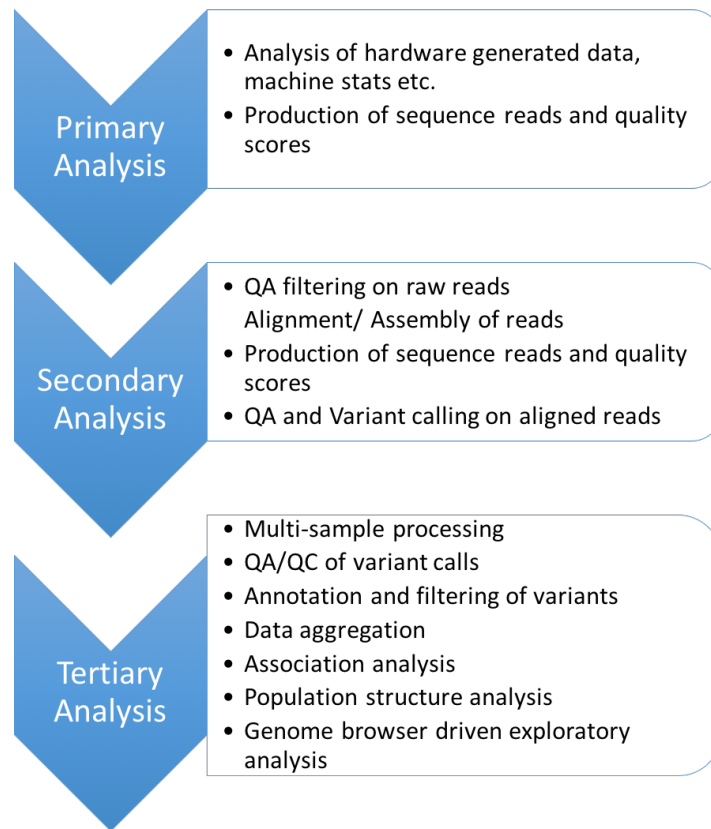 Primary
Analysis
• Analysis of hardware generated data,
machine stats etc.
• Production of sequence reads and quality
scores
Secondary
Analysis
• QA filtering on raw reads
Alignment/ Assembly of reads
• Production of sequence reads and quality
scores
• QA and Variant calling on aligned reads
Tertiary
Analysis
• Multi-sample processing
• QA/QC of variant calls
• Annotation and filtering of variants
• Data aggregation
• Association analysis
• Population structure analysis
• Genome browser driven exploratory
analysis